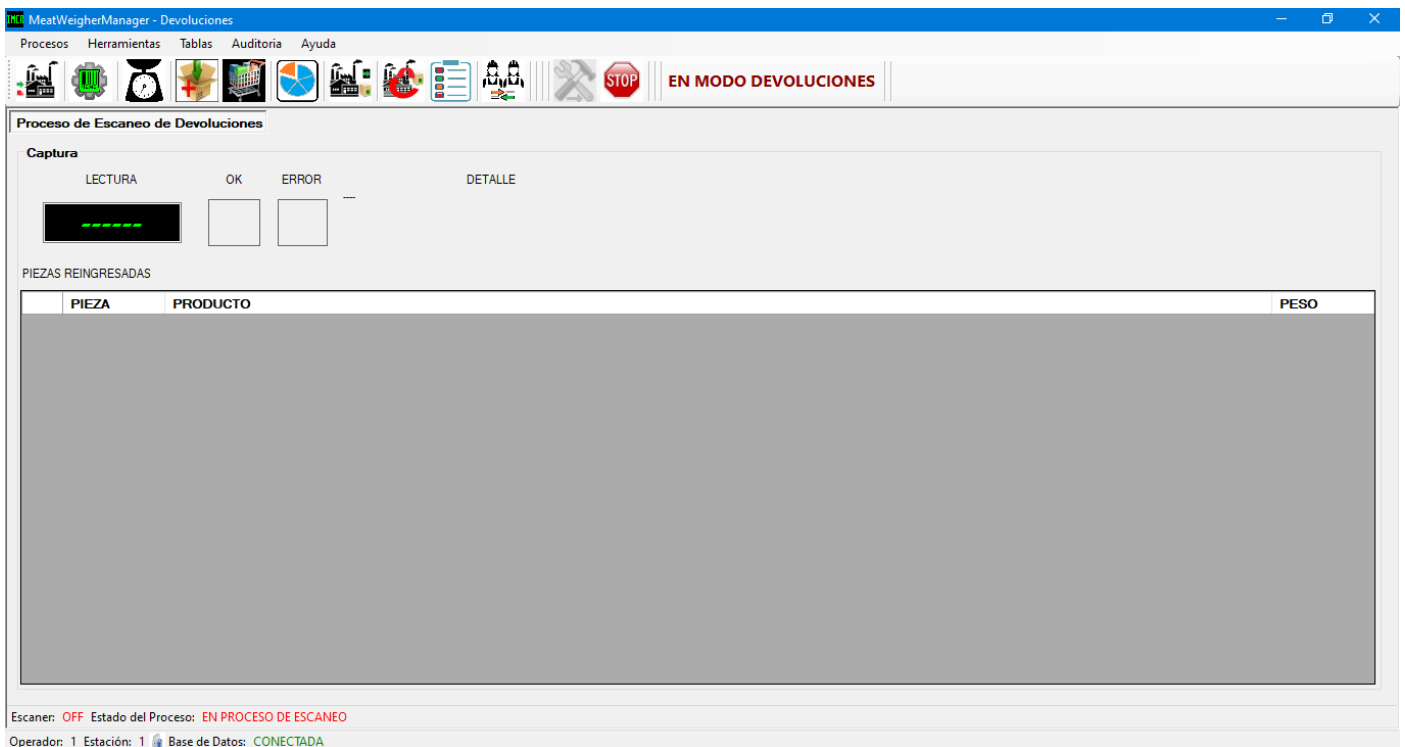 IMER MeatWeigherManager - Devoluciones
Procesos Herramientas Tablas Auditoria Ayuda
STOP EN MODO DEVOLUCIONES
Proceso de Escaneo de Devoluciones
Captura
LECTURA OK ERROR DETALLE
----
------
PIEZAS REINGRESADAS
PIEZA PRODUCTO PESO
Escaner: OFF Estado del Proceso: EN PROCESO DE ESCANEO
Operador: 1 Estación: 1 Base de Datos: CONECTADA